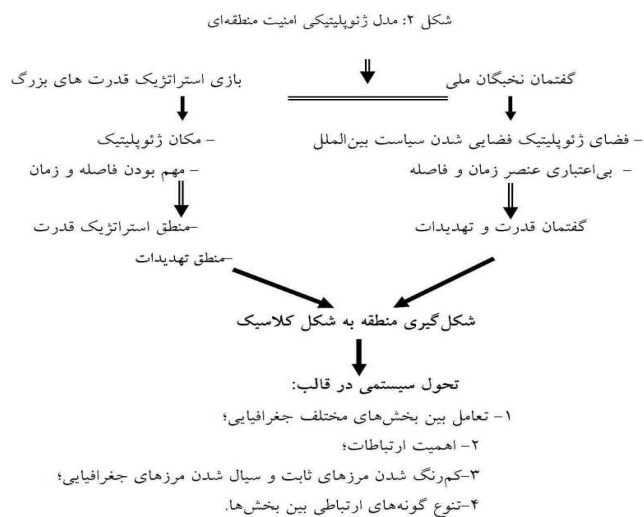 شکل ۲: مدل ژئوپلیتیکی امنیت منطقه‌ای
گفتمان نخبگان ملی
بازی استراتژیک قدرت های بزرگ
– فضای ژئوپلیتیک فضایی شدن سیاست بین‌الملل
– مکان ژئوپلیتیک
– بی‌اعتباری عنصر زمان و فاصله
– مهم بودن فاصله و زمان
گفتمان قدرت و تهدیدات
–منطق استراتژیک قدرت
–منطق تهدیدات
شکل‌گیری منطقه به شکل کلاسیک
تحول سیستمی در قالب:
۱– تعامل بین بخش‌های مختلف جغرافیایی؛
۲– اهمیت ارتباطات؛
۳–کم‌رنگ شدن مرزهای ثابت و سیال شدن مرزهای جغرافیایی؛
۴–تنوع گونه‌های ارتباطی بین بخش‌ها.